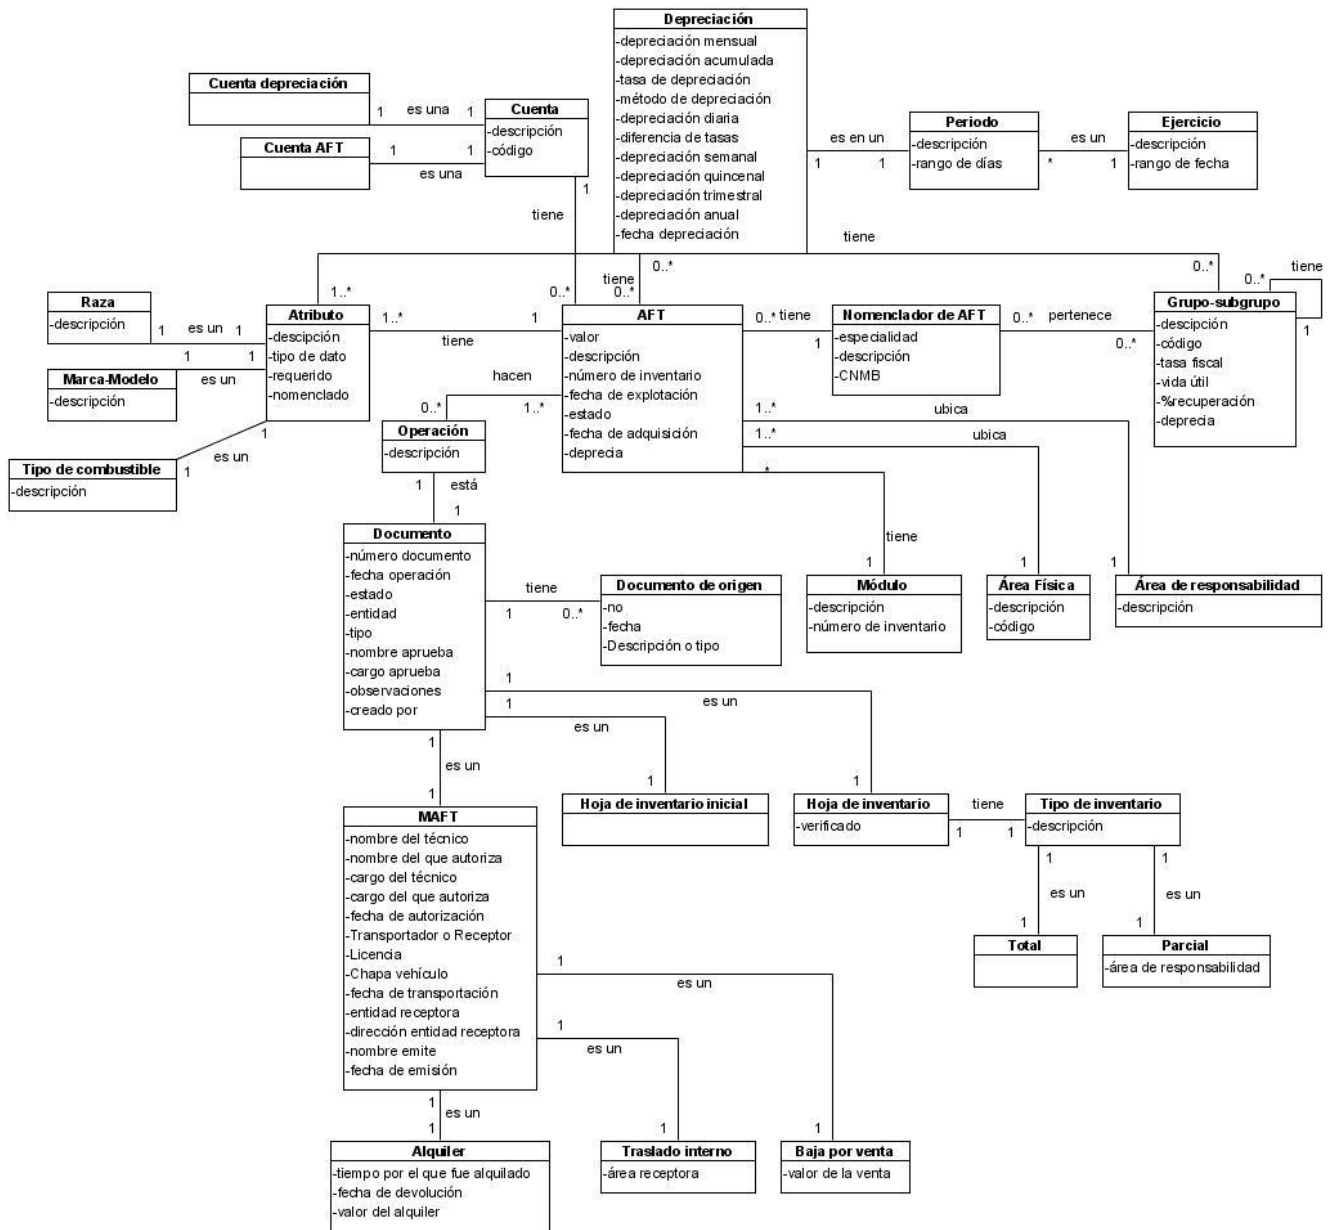 Depreciación
-depreciación mensual
-depreciación acumulada
-tasa de depreciación
-método de depreciación
-depreciación diaria
-diferencia de tasas
-depreciación semanal
-depreciación quincenal
-depreciación trimestral
-depreciación anual
-fecha depreciación
Cuenta depreciación
1 es una 1
Cuenta
-descripción
-código
Cuenta AFT
1 1
es una
1
tiene
es en un
1 1
Periodo
-descripción
-rango de días
es un
* 1
Ejercicio
-descripción
-rango de fecha
tiene
0..*
tiene
0..*
0..*
0..*
tiene
1
1..*
0..*
Raza
-descripción
1 es un 1
1 1
Marca-Modelo
-descripción
es un
Atributo
-descipción
-tipo de dato
-requerido
-nomenclado
1..* 1
tiene
AFT
-valor
-descripción
-número de inventario
-fecha de explotación
-estado
-fecha de adquisición
-deprecia
0..* tiene
1
Nomenclador de AFT
-especialidad
-descripción
-CNMB
0..* pertenece
0..*
Grupo-subgrupo
-descipción
-código
-tasa fiscal
-vida útil
-%recuperación
-deprecia
hacen
0..* 1..*
1
es un
1
Tipo de combustible
-descripción
Operación
-descripción
1..*
ubica
1..*
ubica
*
1 está
1
tiene
1
1
1
Documento
-número documento
-fecha operación
-estado
-entidad
-tipo
-nombre aprueba
-cargo aprueba
-observaciones
-creado por
tiene
1 0..*
Documento de origen
-no
-fecha
-Descripción o tipo
Módulo
-descripción
-número de inventario
Área Física
-descripción
-código
Área de responsabilidad
-descripción
1
es un
1
es un
1
es un
1
1
1
Hoja de inventario inicial
Hoja de inventario
-verificado
tiene
1 1
Tipo de inventario
-descripción
1
es un
1
1
es un
1
Total
Parcial
-área de responsabilidad
MAFT
-nombre del técnico
-nombre del que autoriza
-cargo del técnico
-cargo del que autoriza
-fecha de autorización
-Transportador o Receptor
-Licencia
-Chapa vehículo
-fecha de transportación
-entidad receptora
-dirección entidad receptora
-nombre emite
-fecha de emisión
1
es un
1
es un
1
es un
1
1
1
Alquiler
-tiempo por el que fue alquilado
-fecha de devolución
-valor del alquiler
Traslado interno
-área receptora
Baja por venta
-valor de la venta